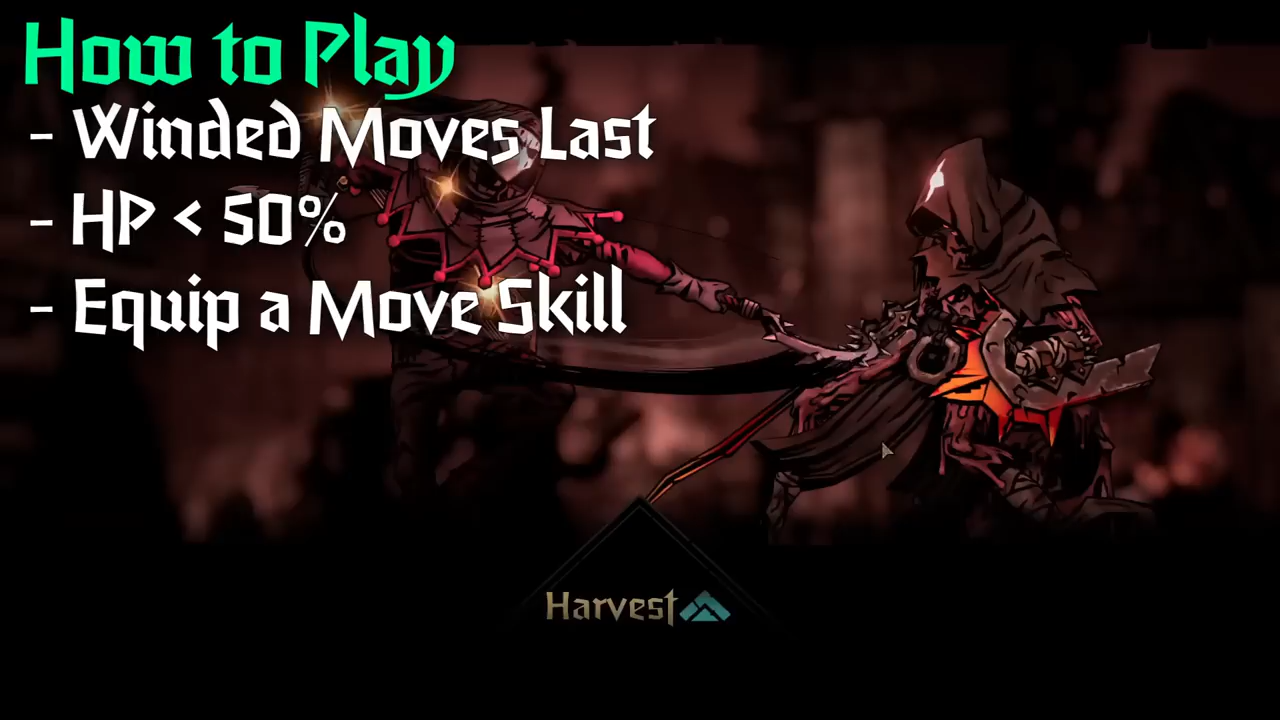 How to Play
- Winded Moves Last
- HP < 50%
- Equip a Move Skill
Harvest